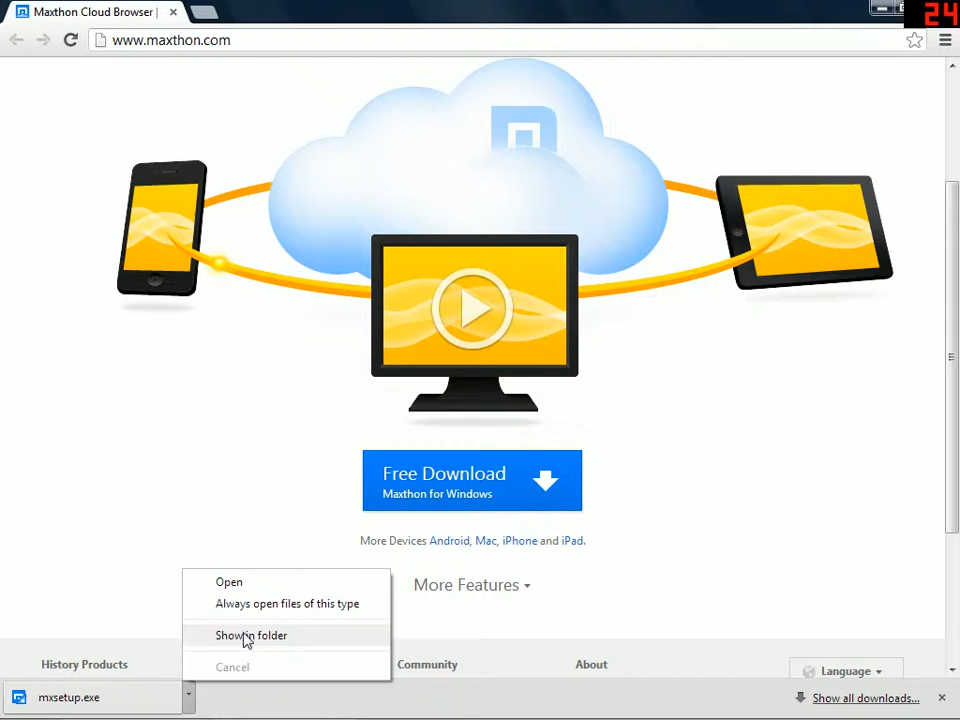 Maxthon Cloud Browser |
24
www.maxthon.com
Free Download
Maxthon for Windows
More Devices Android, Mac, iPhone and iPad.
More Features
Open
Always open files of this type
Show in folder
Cancel
History Products
Community
About
Language
mxsetup.exe
Show all downloads...